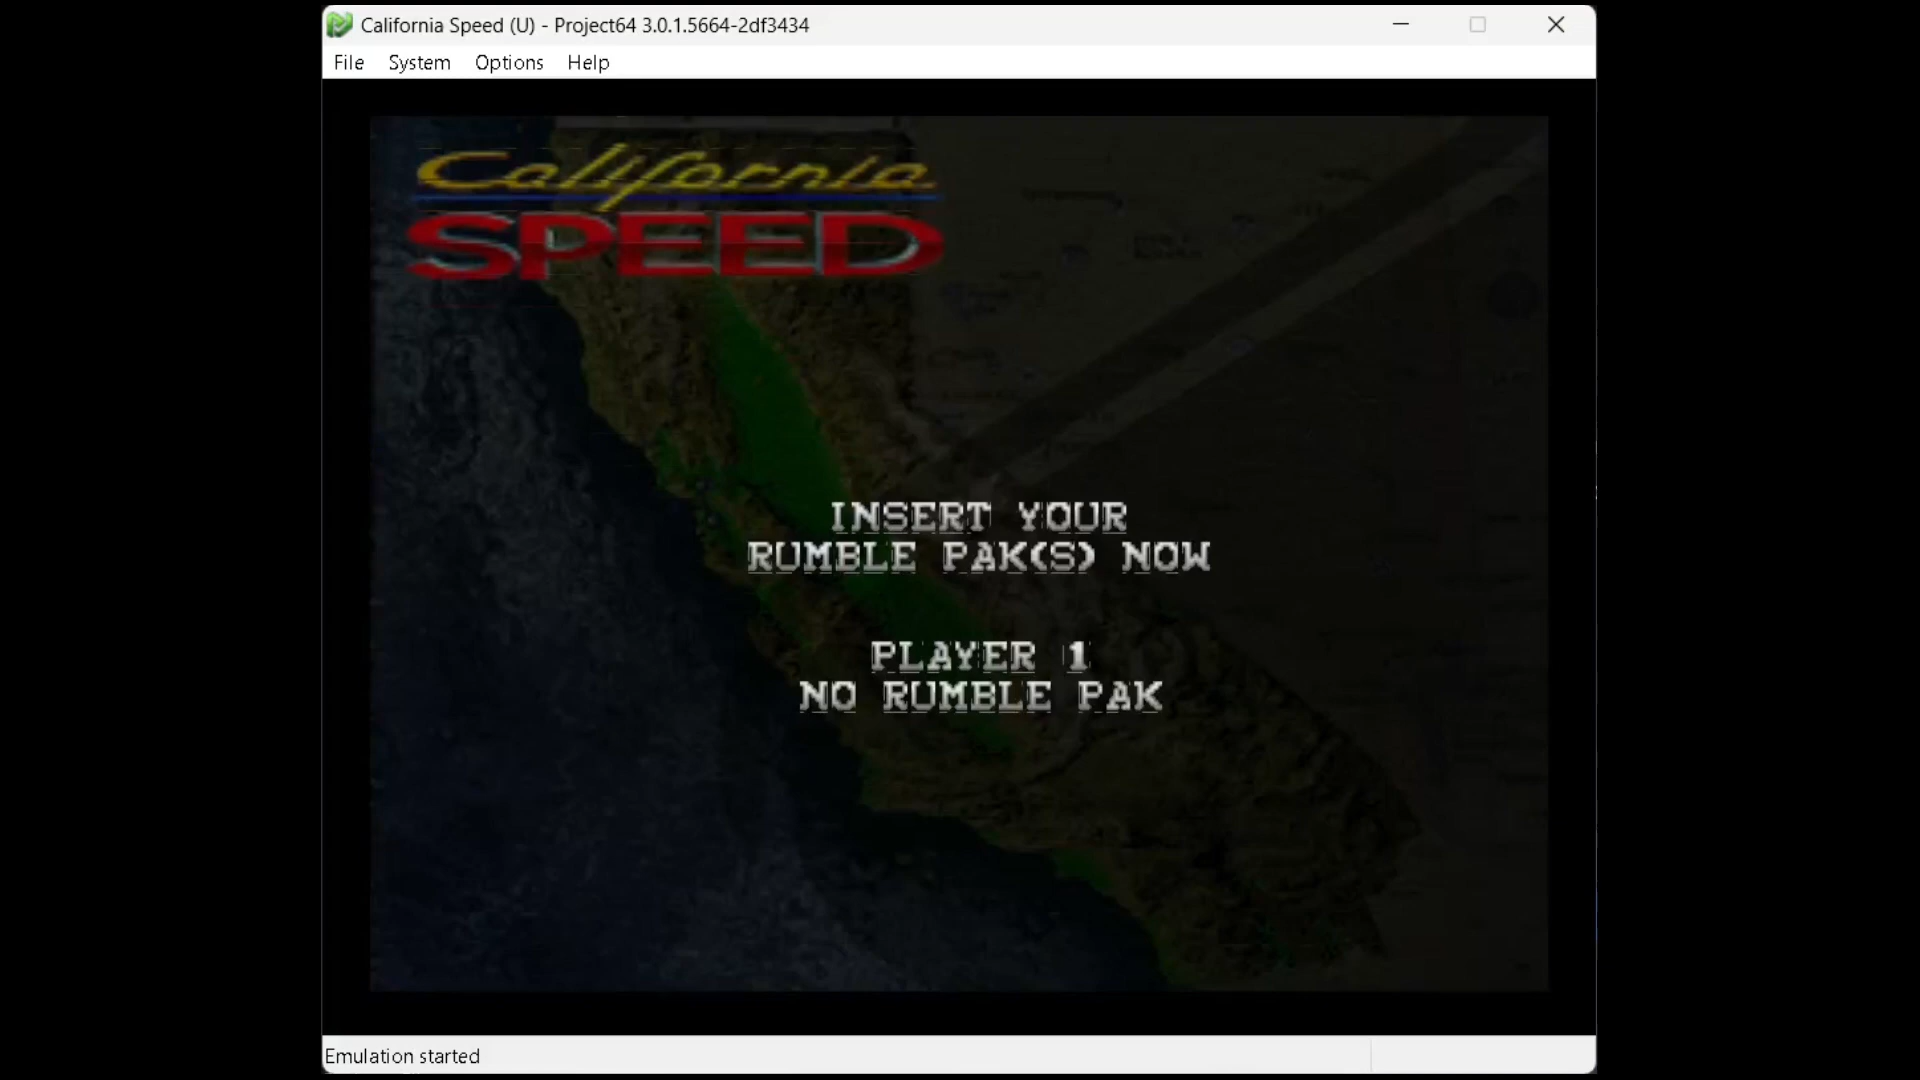 California Speed (U) - Project64 3.0.1.5664-2df3434
File System Options Help
California
SPEED
INSERT YOUR
RUMBLE PAK(S) NOW
PLAYER 1
NO RUMBLE PAK
Emulation started